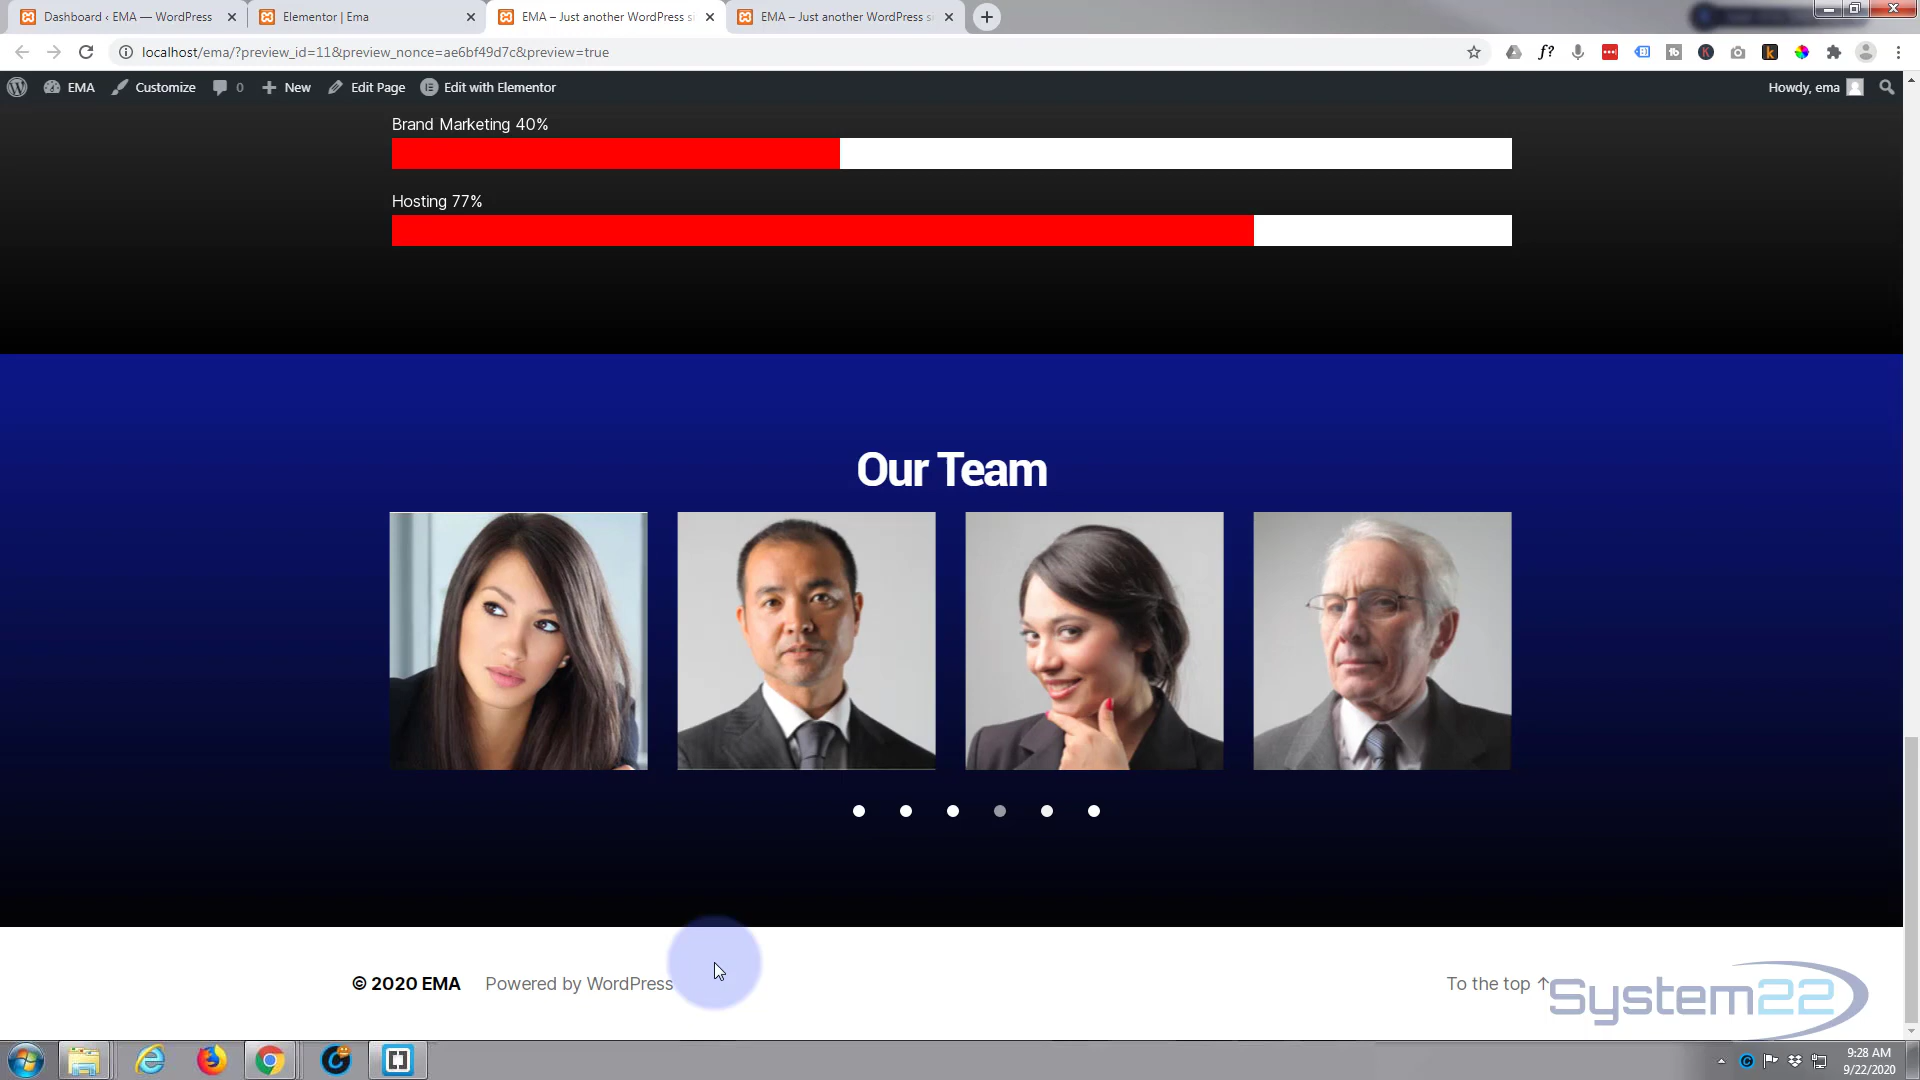 Dashboard ‹ EMA — WordPress
Elementor | Ema
EMA – Just another WordPress si
EMA – Just another WordPress si
localhost/ema/?preview_id=11&preview_nonce=ae6bf49d7c&preview=true
EMA
Customize
0
New
Edit Page
Edit with Elementor
Howdy, ema
Brand Marketing 40%
Hosting 77%
Our Team
© 2020 EMA
Powered by WordPress
To the top ↑
System22
9:28 AM
9/22/2020